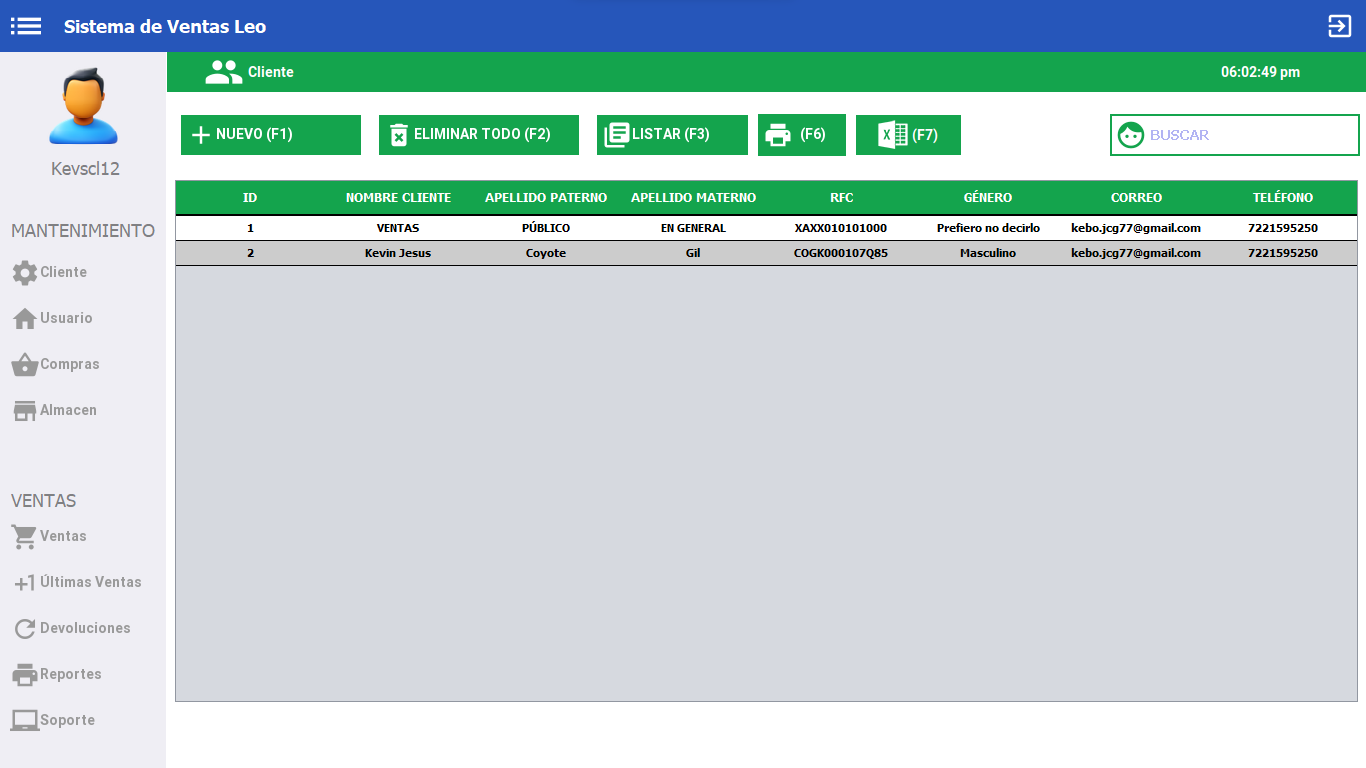 Sistema de Ventas Leo
Cliente 06:02:49 pm
Kevscl12
MANTENIMIENTO
Cliente
Usuario
Compras
Almacen
VENTAS
Ventas
+1 Últimas Ventas
Devoluciones
Reportes
Soporte
NUEVO (F1) ELIMINAR TODO (F2) LISTAR (F3) (F6) X (F7) BUSCAR
ID NOMBRE CLIENTE APELLIDO PATERNO APELLIDO MATERNO RFC GÉNERO CORREO TELÉFONO
1 VENTAS PÚBLICO EN GENERAL XAXX010101000 Prefiero no decirlo kebo.jcg77@gmail.com 7221595250
2 Kevin Jesus Coyote Gil COGK000107Q85 Masculino kebo.jcg77@gmail.com 7221595250